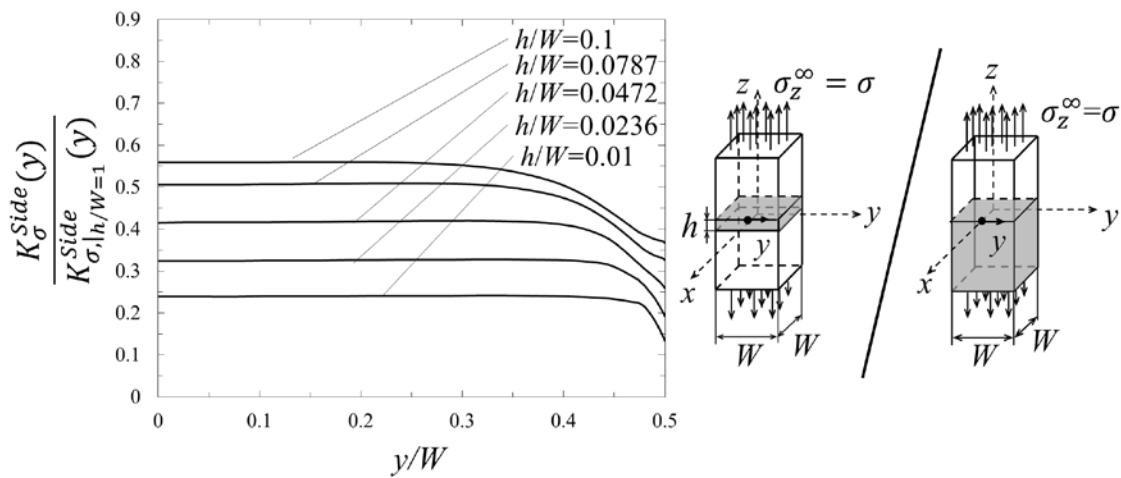 0.9
0.8
0.7
0.6
0.5
0.4
0.3
0.2
0.1
0
K_σ^Side(y)
K_σ,|h/W=1^Side(y)
h/W=0.1
h/W=0.0787
h/W=0.0472
h/W=0.0236
h/W=0.01
0 0.1 0.2 0.3 0.4 0.5
y/W
z σ_z^∞ = σ
h
y
y
x
W
W
z
σ_z^∞=σ
y
y
x
W
W